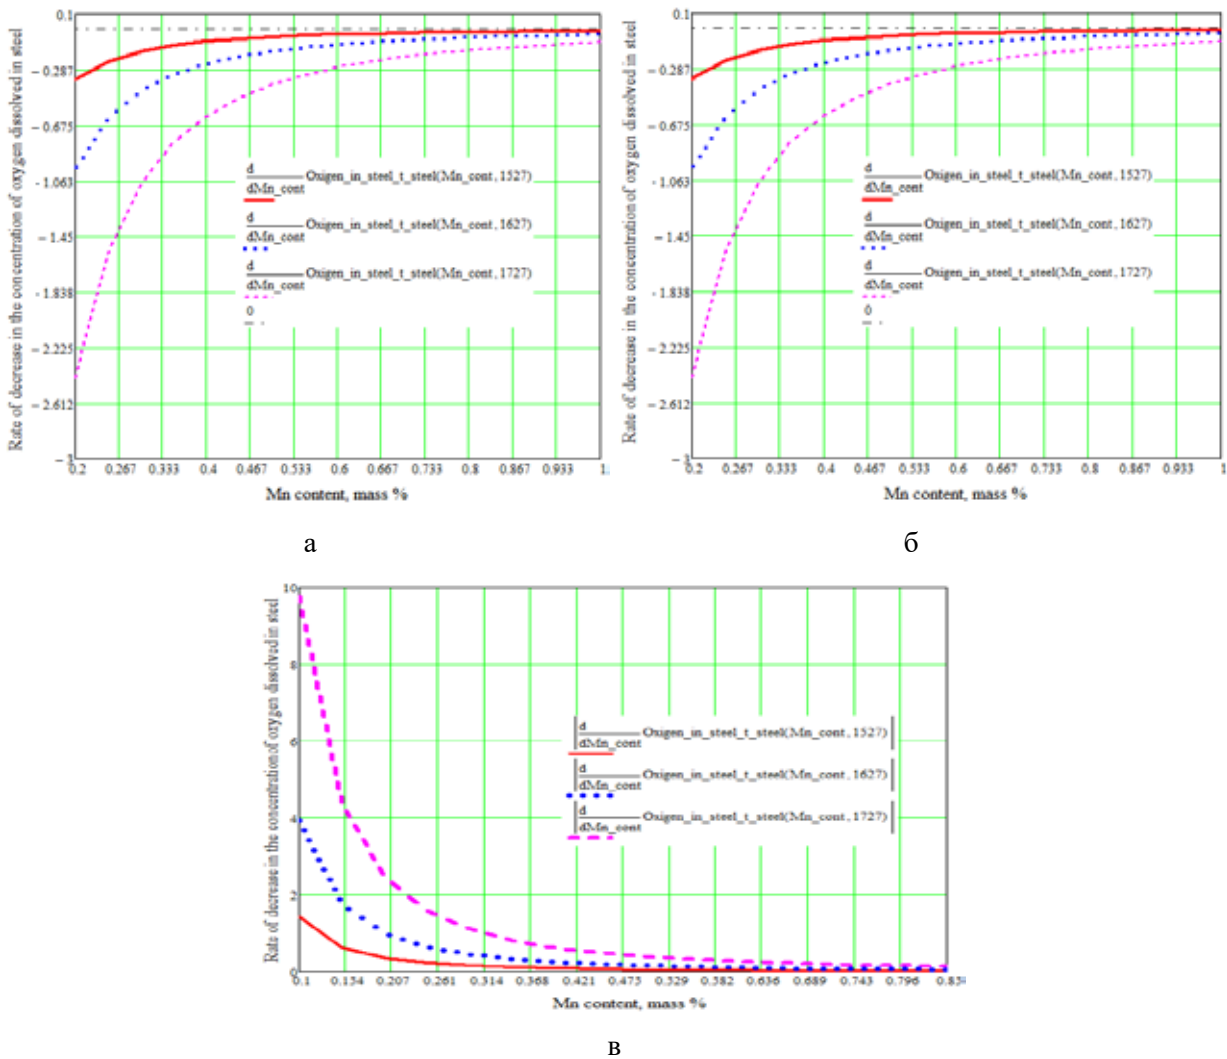 0.1
−0.287
−0.675
−1.063
−1.45
−1.838
−2.225
−2.612
−3
Rate of decrease in the concentration of oxygen dissolved in steel
d
Oxigen_in_steel_t_steel(Mn_cont, 1527)
dMn_cont
d
Oxigen_in_steel_t_steel(Mn_cont, 1627)
dMn_cont
d
Oxigen_in_steel_t_steel(Mn_cont, 1727)
dMn_cont
0
0.2 0.267 0.333 0.4 0.467 0.533 0.6 0.667 0.733 0.8 0.867 0.933 1
Mn content, mass %
а
0.1
−0.287
−0.675
−1.063
−1.45
−1.838
−2.225
−2.612
−3
Rate of decrease in the concentration of oxygen dissolved in steel
d
Oxigen_in_steel_t_steel(Mn_cont, 1527)
dMn_cont
d
Oxigen_in_steel_t_steel(Mn_cont, 1627)
dMn_cont
d
Oxigen_in_steel_t_steel(Mn_cont, 1727)
dMn_cont
0
0.2 0.267 0.333 0.4 0.467 0.533 0.6 0.667 0.733 0.8 0.867 0.933 1
Mn content, mass %
б
10
8
6
4
2
0
Rate of decrease in the concentration of oxygen dissolved in steel
d
Oxigen_in_steel_t_steel(Mn_cont, 1527)
dMn_cont
d
Oxigen_in_steel_t_steel(Mn_cont, 1627)
dMn_cont
d
Oxigen_in_steel_t_steel(Mn_cont, 1727)
dMn_cont
0.1 0.154 0.207 0.261 0.314 0.368 0.421 0.475 0.529 0.582 0.636 0.689 0.743 0.796
Mn content, mass %
в